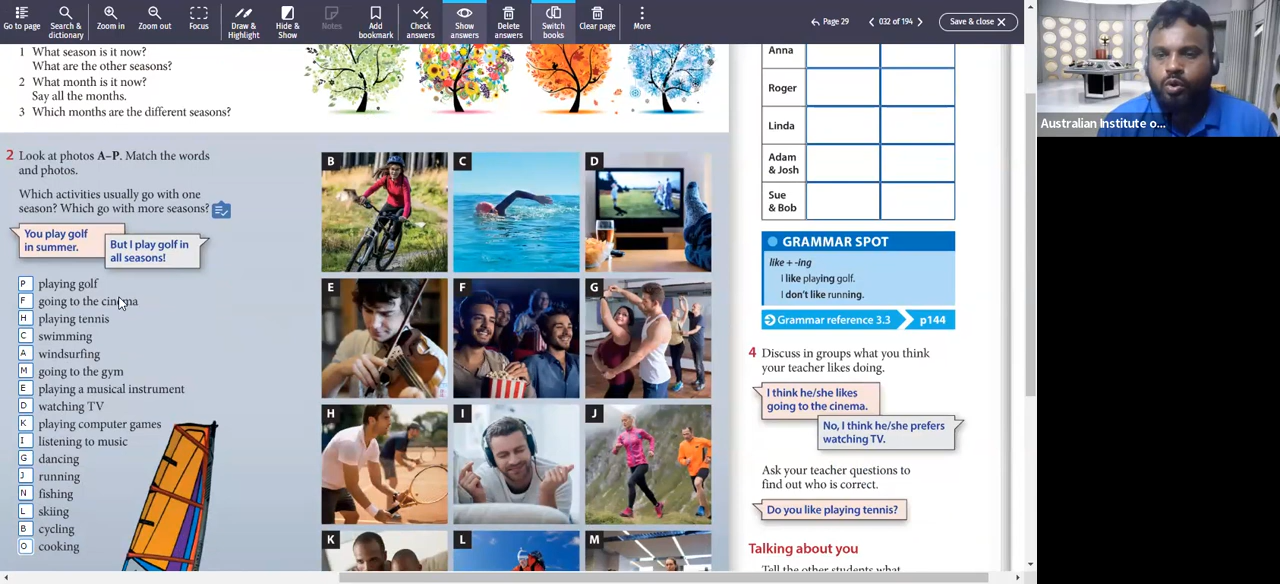 Go to page
Search & dictionary
Zoom in
Zoom out
Focus
Draw & Highlight
Hide & Show
Notes
Add bookmark
Check answers
Show answers
Delete answers
Switch books
Clear page
More
Page 29
032 of 194
Save & close
Australian Institute o...
1 What season is it now?
What are the other seasons?
2 What month is it now?
Say all the months.
3 Which months are the different seasons?
2 Look at photos A–P. Match the words
and photos.
Which activities usually go with one
season? Which go with more seasons?
You play golf
in summer.
But I play golf in
all seasons!
P playing golf
F going to the cinema
H playing tennis
C swimming
A windsurfing
M going to the gym
E playing a musical instrument
D watching TV
K playing computer games
I listening to music
G dancing
J running
N fishing
L skiing
B cycling
O cooking
B
C
D
E
F
G
H
I
J
K
L
M
Anna
Roger
Linda
Adam
& Josh
Sue
& Bob
GRAMMAR SPOT
like + -ing
I like playing golf.
I don't like running.
Grammar reference 3.3 p144
4 Discuss in groups what you think
your teacher likes doing.
I think he/she likes
going to the cinema.
No, I think he/she prefers
watching TV.
Ask your teacher questions to
find out who is correct.
Do you like playing tennis?
Talking about you
Tell the other students what